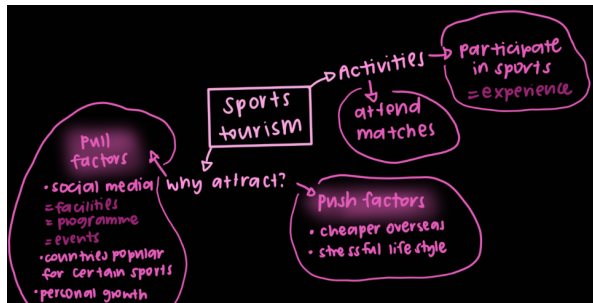 sports
tourism
Activities
participate
in sports
= experience
attend
matches
why attract?
pull
factors
• social media
= facilities
= programme
= events
• countries popular
for certain sports
• personal growth
push factors
• cheaper overseas
• stressful lifestyle